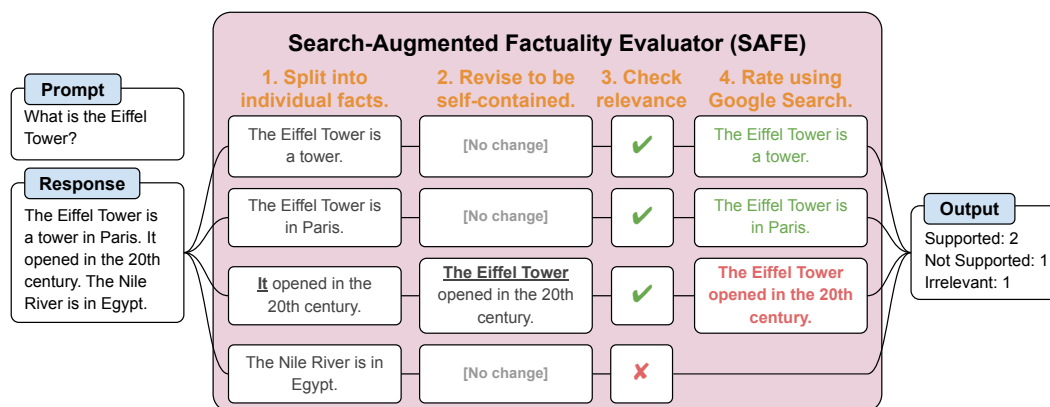 Search-Augmented Factuality Evaluator (SAFE)
Prompt
What is the Eiffel
Tower?
Response
The Eiffel Tower is
a tower in Paris. It
opened in the 20th
century. The Nile
River is in Egypt.
1. Split into
individual facts.
2. Revise to be
self-contained.
3. Check
relevance
4. Rate using
Google Search.
The Eiffel Tower is
a tower.
[No change]
✔
The Eiffel Tower is
a tower.
The Eiffel Tower is
in Paris.
[No change]
✔
The Eiffel Tower is
in Paris.
It opened in the
20th century.
The Eiffel Tower
opened in the 20th
century.
✔
The Eiffel Tower
opened in the 20th
century.
The Nile River is in
Egypt.
[No change]
✘
Output
Supported: 2
Not Supported: 1
Irrelevant: 1